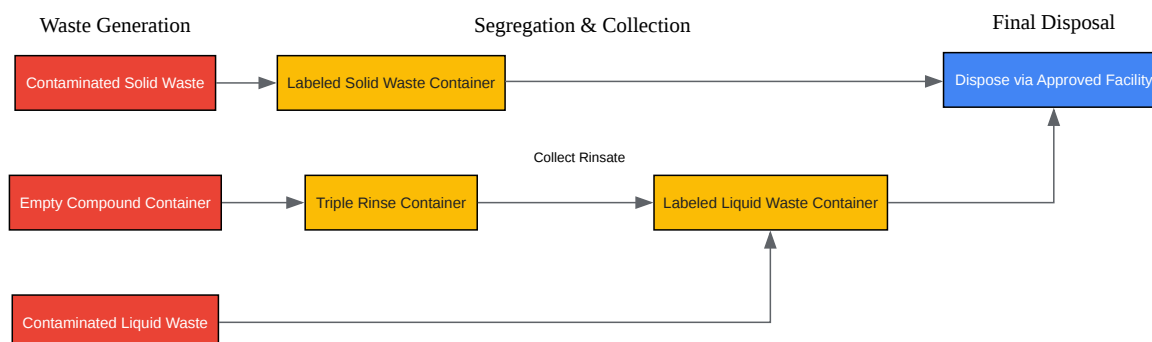 Waste Generation
Segregation & Collection
Final Disposal
Contaminated Solid Waste
Labeled Solid Waste Container
Dispose via Approved Facility
Collect Rinsate
Empty Compound Container
Triple Rinse Container
Labeled Liquid Waste Container
Contaminated Liquid Waste